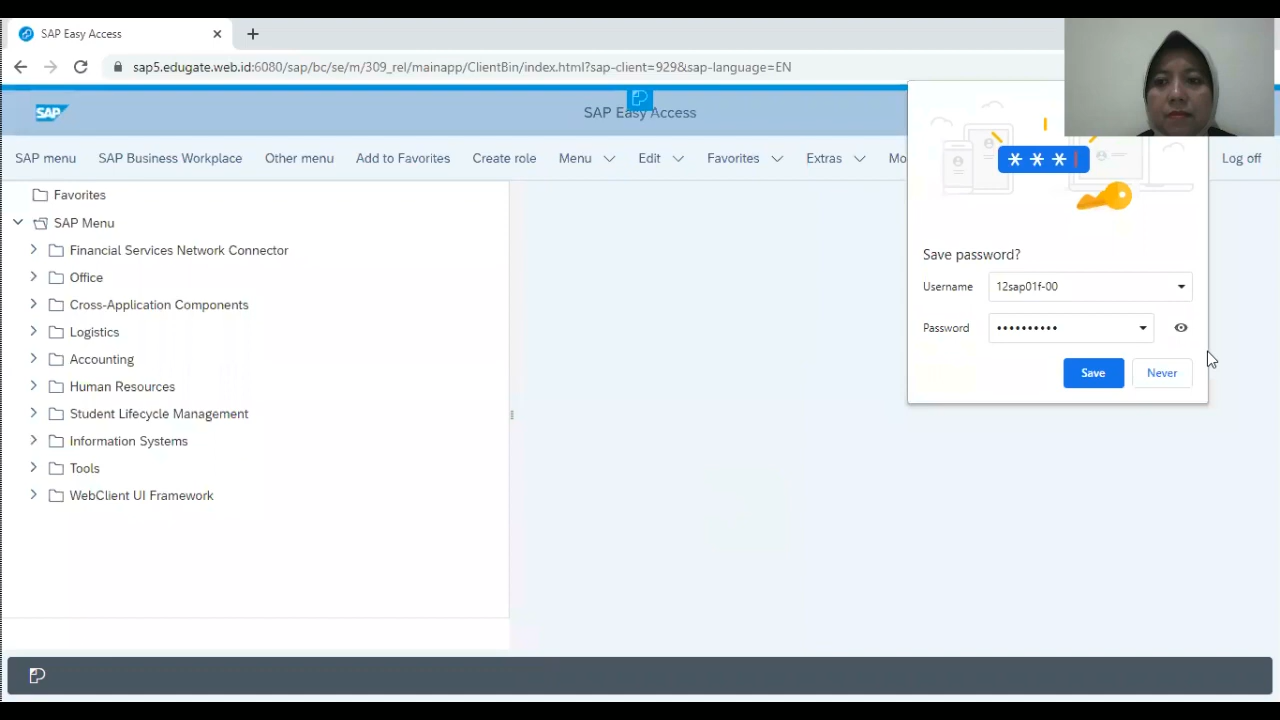 SAP Easy Access
sap5.edugate.web.id:6080/sap/bc/se/m/309_rel/mainapp/ClientBin/index.html?sap-client=929&sap-language=EN
SAP
SAP Easy Access
SAP menu SAP Business Workplace Other menu Add to Favorites Create role Menu Edit Favorites Extras Mo Log off
Favorites
SAP Menu
Financial Services Network Connector
Office
Cross-Application Components
Logistics
Accounting
Human Resources
Student Lifecycle Management
Information Systems
Tools
WebClient UI Framework
***
Save password?
Username 12sap01f-00
Password ••••••••••
Save Never